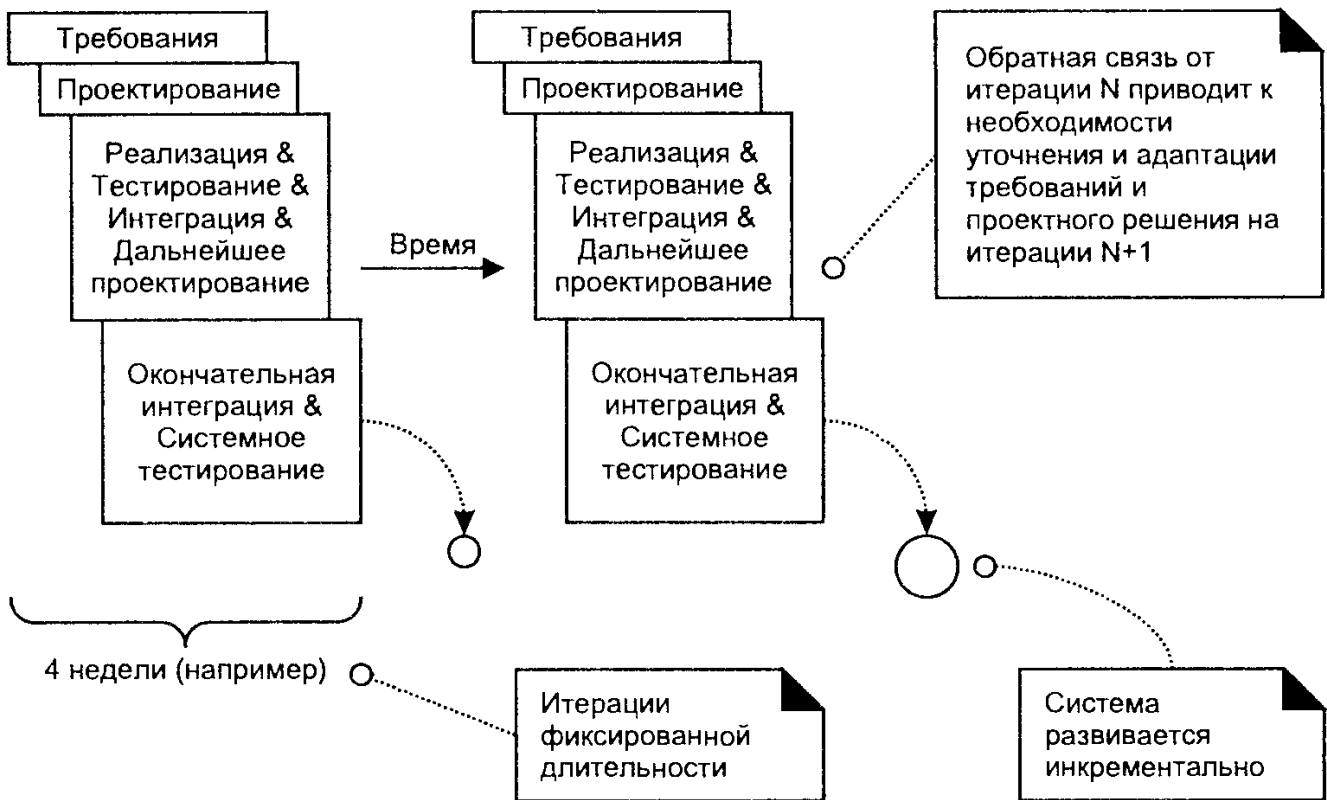 Требования
Проектирование
Реализация &
Тестирование &
Интеграция &
Дальнейшее
проектирование
Окончательная
интеграция &
Системное
тестирование
Время
Требования
Проектирование
Реализация &
Тестирование &
Интеграция &
Дальнейшее
проектирование
Окончательная
интеграция &
Системное
тестирование
Обратная связь от
итерации N приводит к
необходимости
уточнения и адаптации
требований и
проектного решения на
итерации N+1
4 недели (например)
Итерации
фиксированной
длительности
Система
развивается
инкрементально